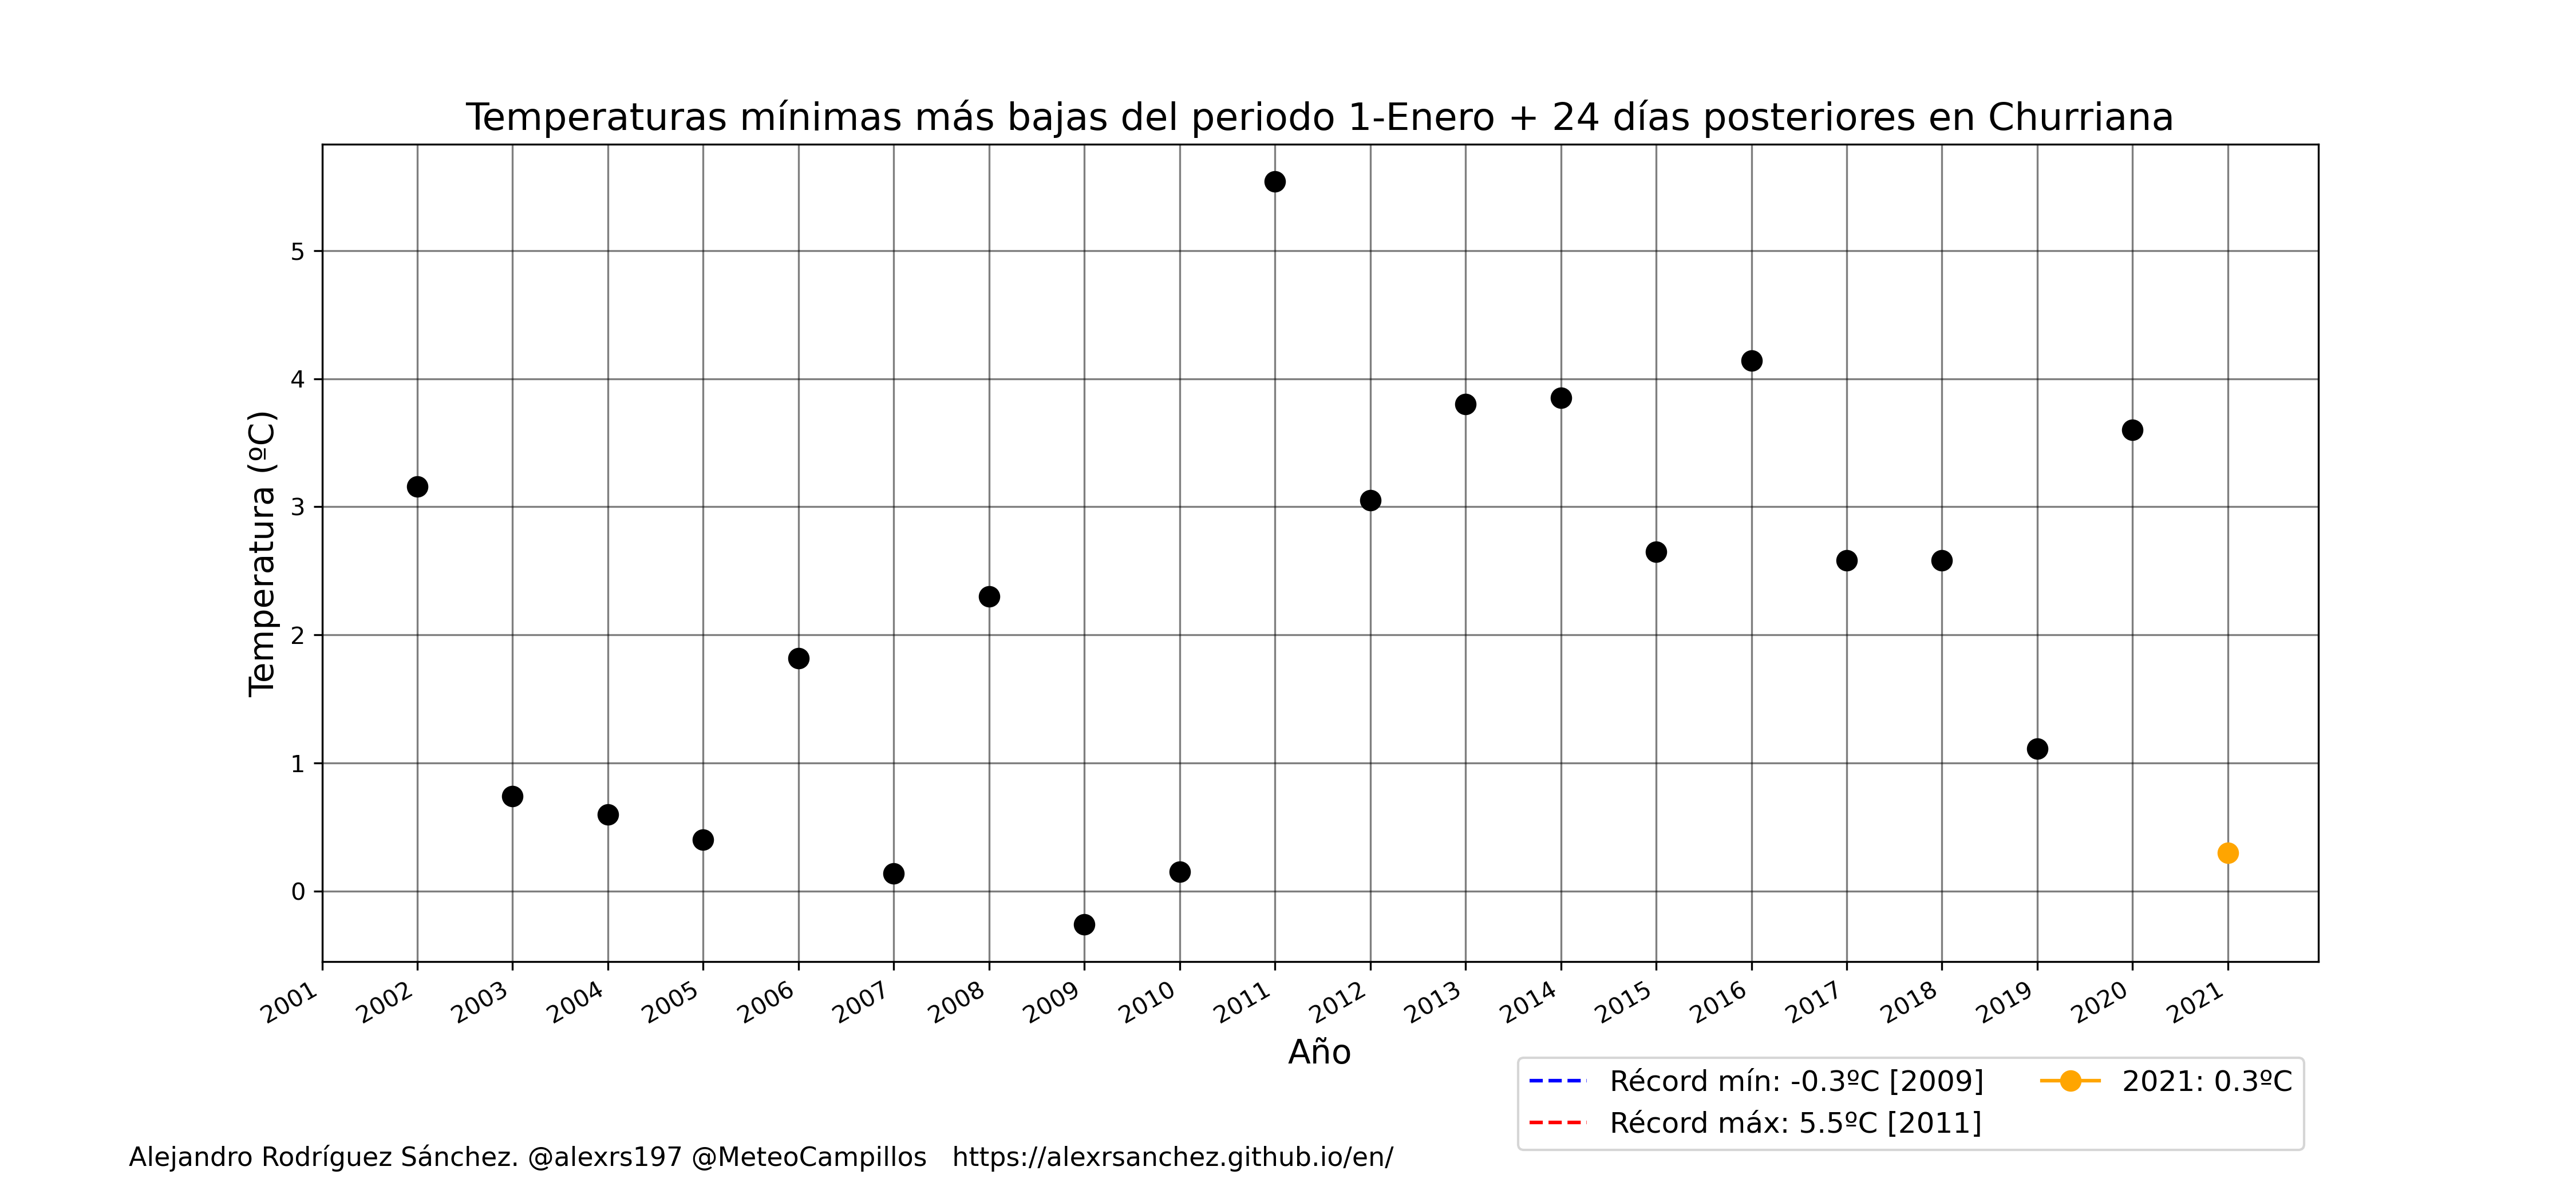 Temperaturas mínimas más bajas del periodo 1-Enero + 24 días posteriores en Churriana
Temperatura (ºC)
5
4
3
2
1
0
2001 2002 2003 2004 2005 2006 2007 2008 2009 2010 2011 2012 2013 2014 2015 2016 2017 2018 2019 2020 2021
Año
Récord mín: -0.3ºC [2009]
Récord máx: 5.5ºC [2011]
2021: 0.3ºC
Alejandro Rodríguez Sánchez. @alexrs197 @MeteoCampillos https://alexrsanchez.github.io/en/